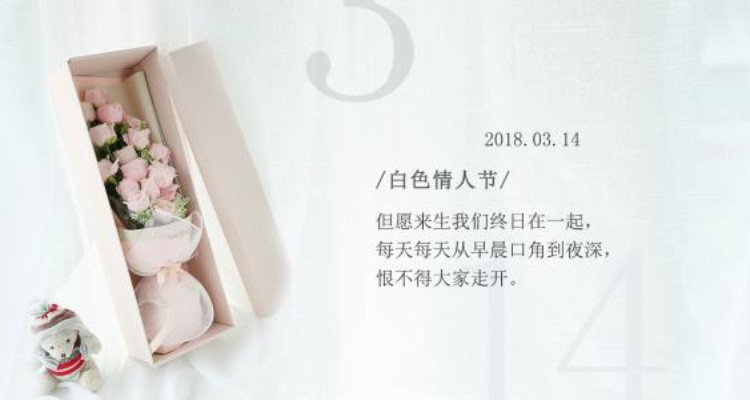 3
2018.03.14
/白色情人节/
但愿来生我们终日在一起，
每天每天从早晨口角到夜深，
恨不得大家走开。
14